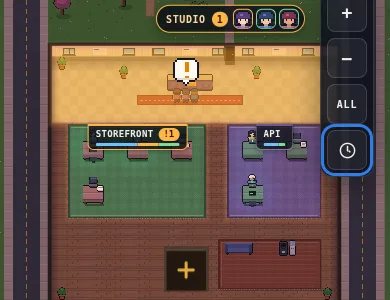 +
STUDIO 1
−
ALL
!
STOREFRONT !1
API
+